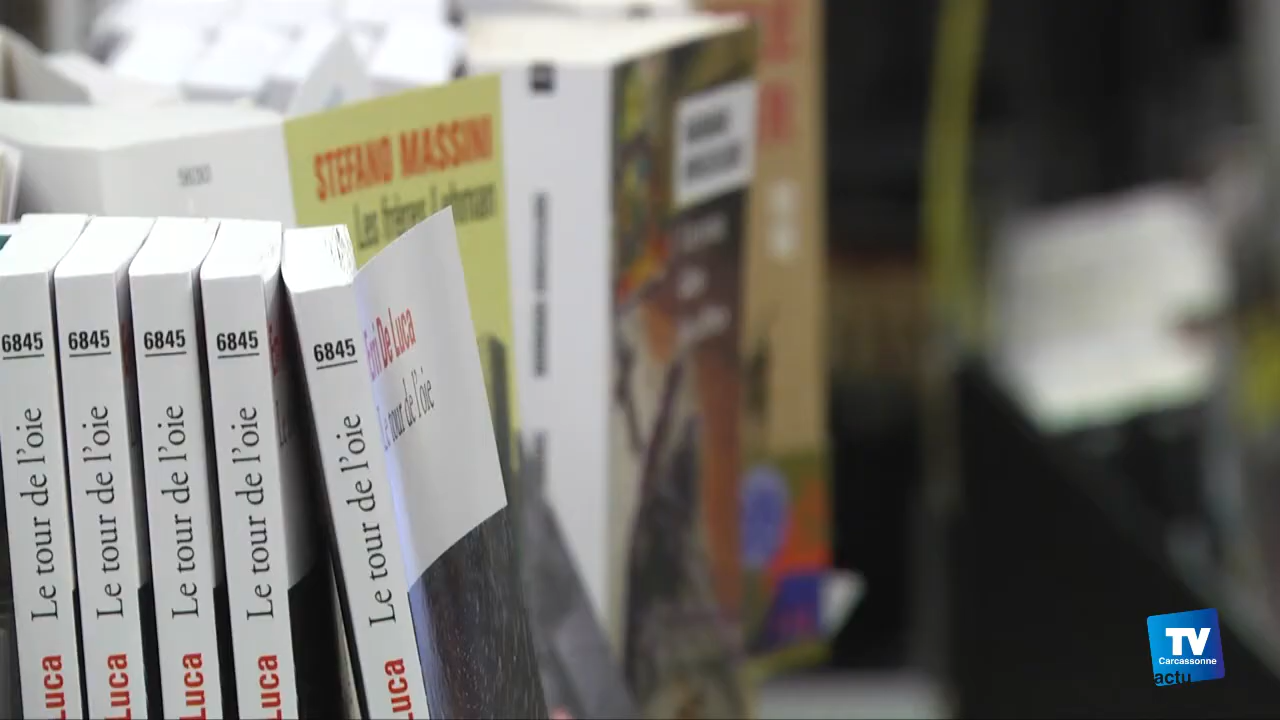 STEFANO MASSINI
Les frères Lehman
6845
6845
6845
6845
6845
Le tour de l'oie
Le tour de l'oie
Le tour de l'oie
Le tour de l'oie
Le tour de l'oie
Luca
Luca
Luca
Luca
Luca
Erri De Luca
Le tour de l'oie
TV
Carcassonne
actu